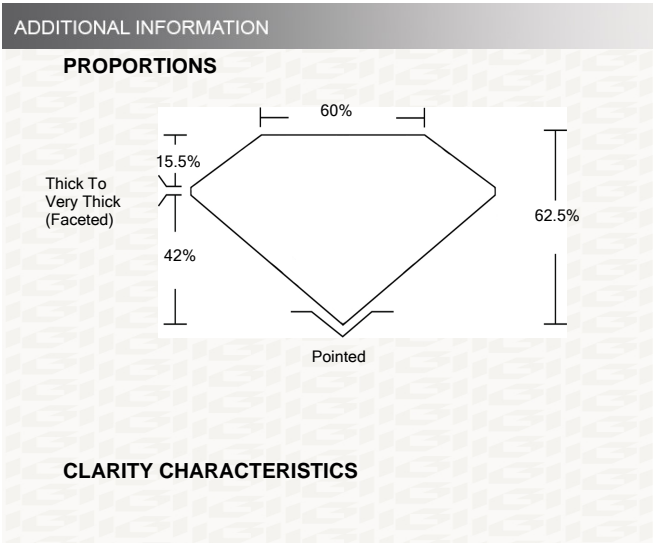 ADDITIONAL INFORMATION
PROPORTIONS
60%
15.5%
Thick To
Very Thick
(Faceted)
62.5%
42%
Pointed
CLARITY CHARACTERISTICS